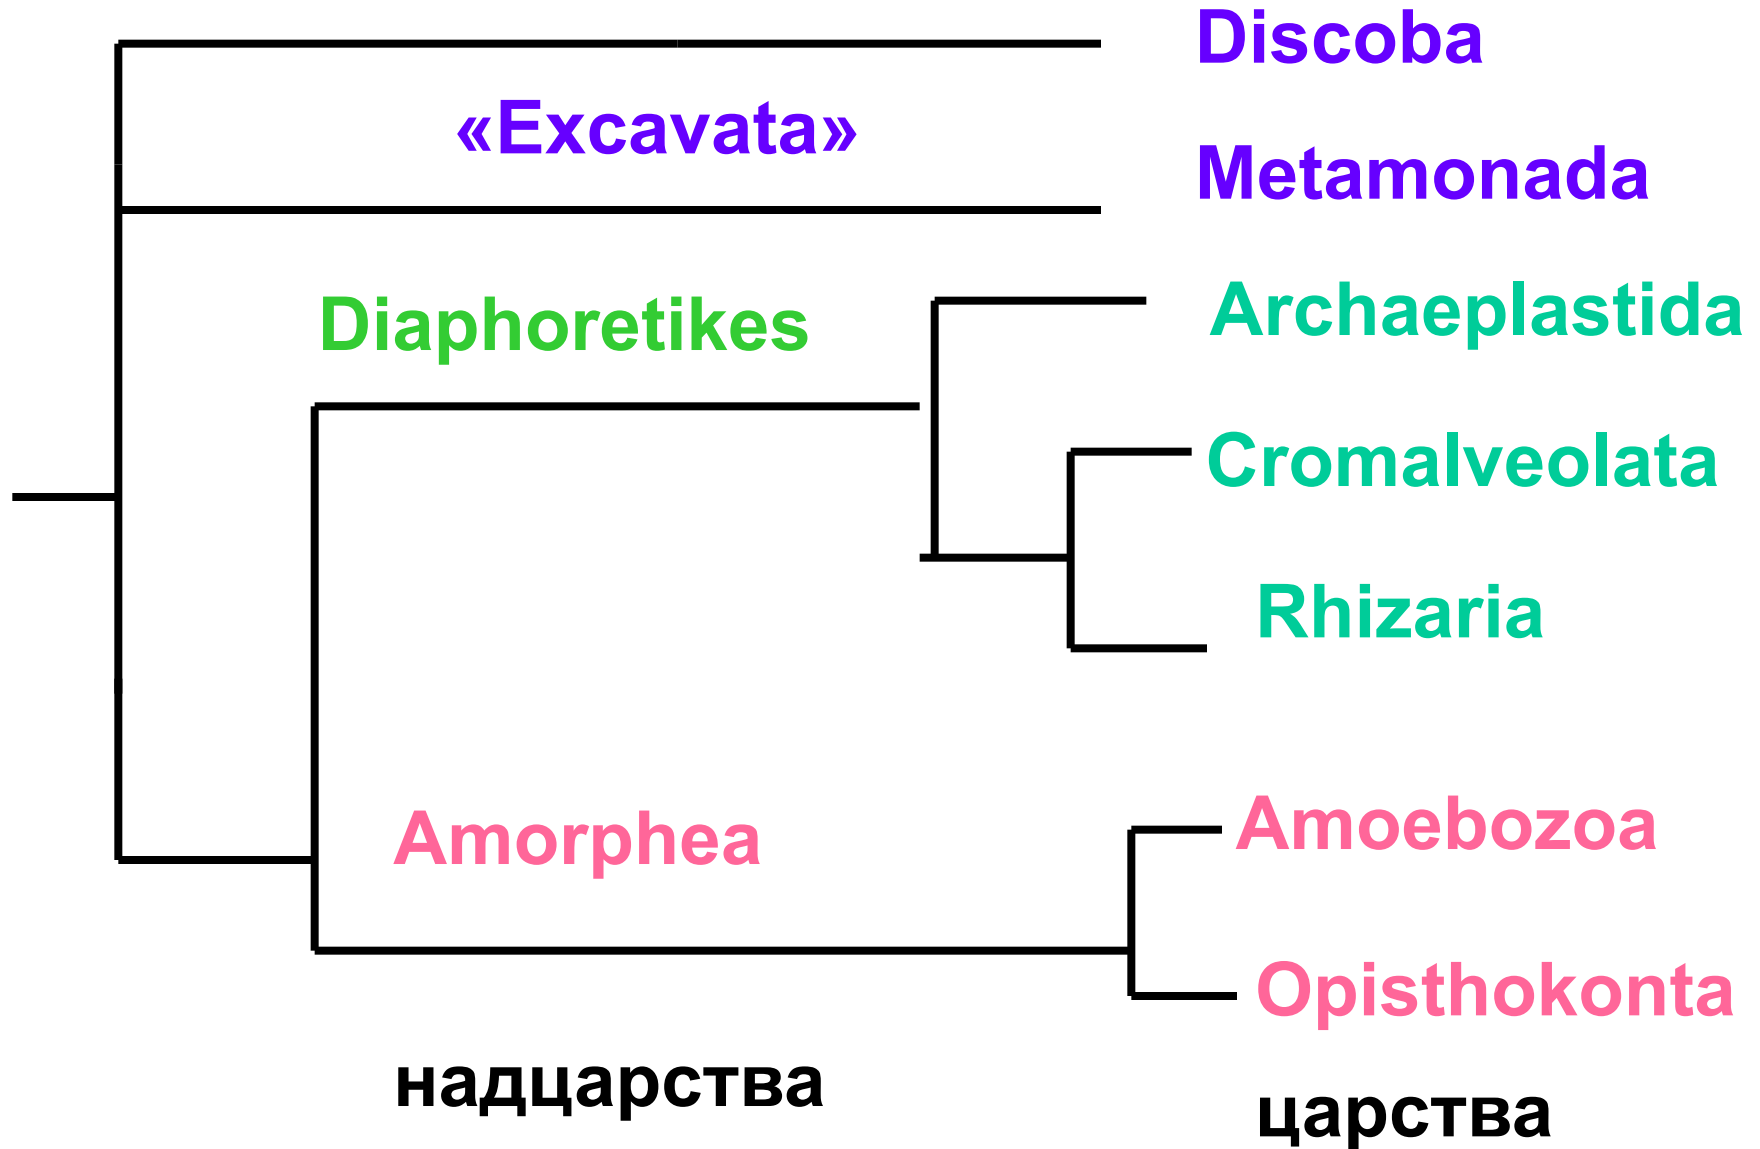 Discoba
«Excavata»
Metamonada
Diaphoretikes
Archaeplastida
Cromalveolata
Rhizaria
Amorphea
Amoebozoa
Opisthokonta
надцарства
царства